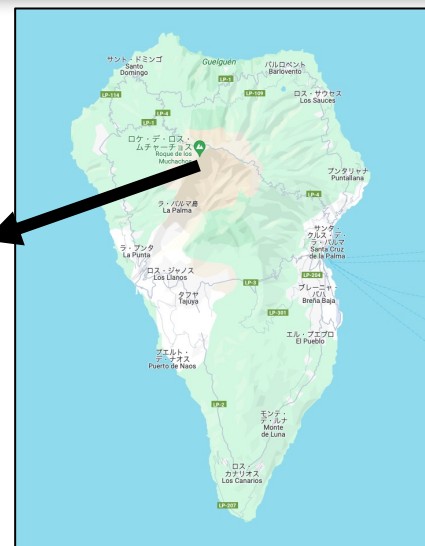 サント・ドミンゴ
Santo
Domingo
Gueiguen
バルロベント
Barlovento
LP-1
LP-114
LP-109
LP-4
LP-1
ロス・サウセス
Los Sauces
ロケ・デ・ロス・
ムチャーチョス
Roque de los
Muchachos
プンタリャナ
Puntallana
LP-4
ラ・パルマ島
La Palma
サンタ・
クルス・デ・
ラ・パルマ
Santa Cruz
de la Palma
ラ・プンタ
La Punta
ロス・ジャノス
Los Llanos
LP-3
LP-204
タフヤ
Tajuya
ブレーニャ・
バハ
Breña Baja
LP-301
エル・プエブロ
El Pueblo
プエルト・
デ・ナオス
Puerto de Naos
LP-2
モンテ・
デ・ルナ
Monte
de Luna
ロス・
カナリオス
Los Canarios
LP-207